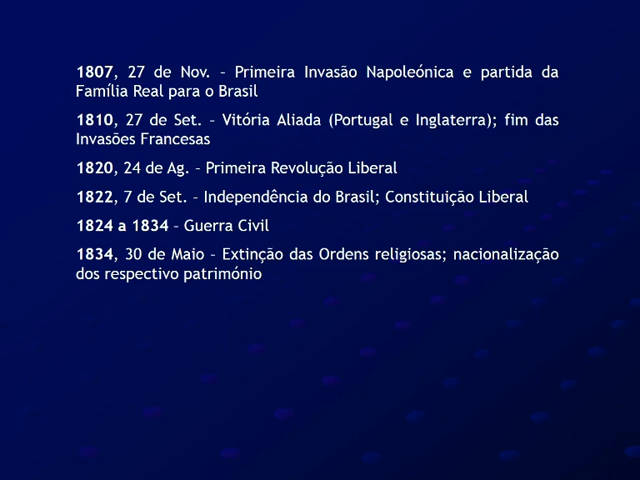 1807, 27 de Nov. – Primeira Invasão Napoleónica e partida da
Família Real para o Brasil
1810, 27 de Set. – Vitória Aliada (Portugal e Inglaterra); fim das
Invasões Francesas
1820, 24 de Ag. – Primeira Revolução Liberal
1822, 7 de Set. – Independência do Brasil; Constituição Liberal
1824 a 1834 – Guerra Civil
1834, 30 de Maio – Extinção das Ordens religiosas; nacionalização
dos respectivo património